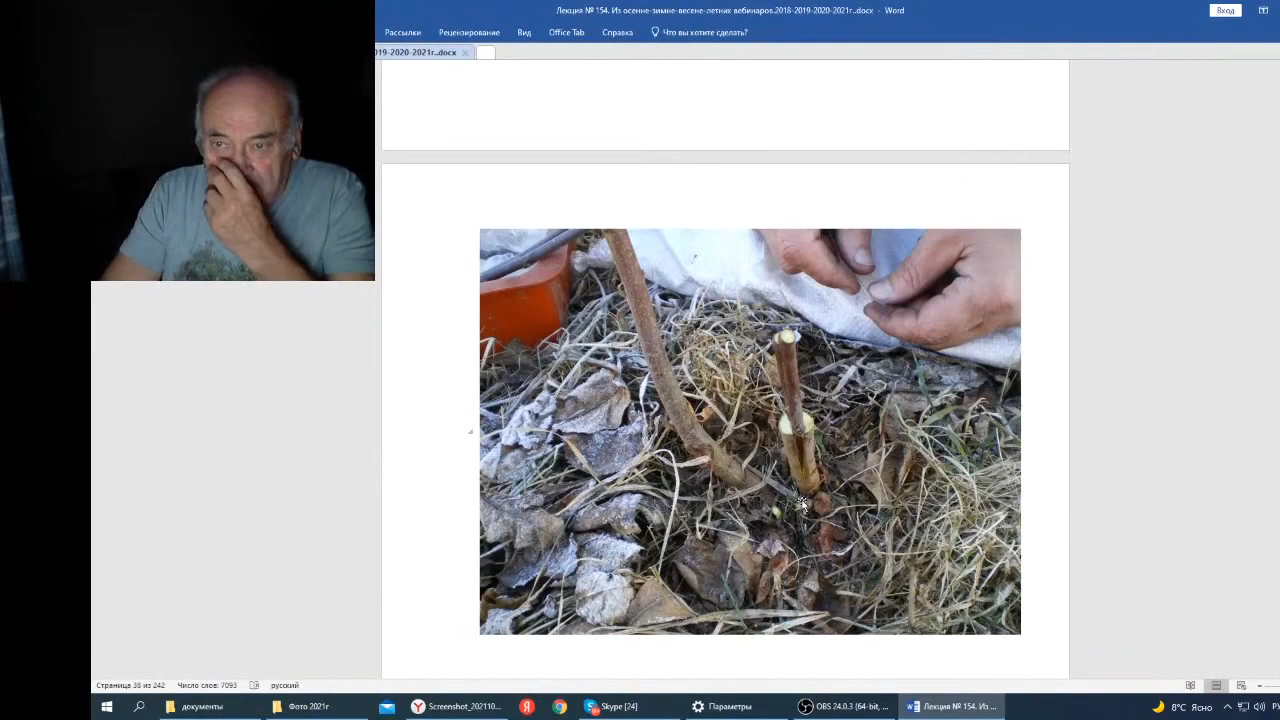 Лекция № 154. Из осенне-зимне-весене-летних вебинаров.2018-2019-2020-2021г..docx - Word
Вход
Рассылки Рецензирование Вид Office Tab Справка Что вы хотите сделать?
019-2020-2021г..docx
Страница 38 из 242 Число слов: 7093 русский
документы Фото 2021г Screenshot_202110... Skype [24] Параметры OBS 24.0.3 (64-bit, ... Лекция № 154. Из ... 8°C Ясно